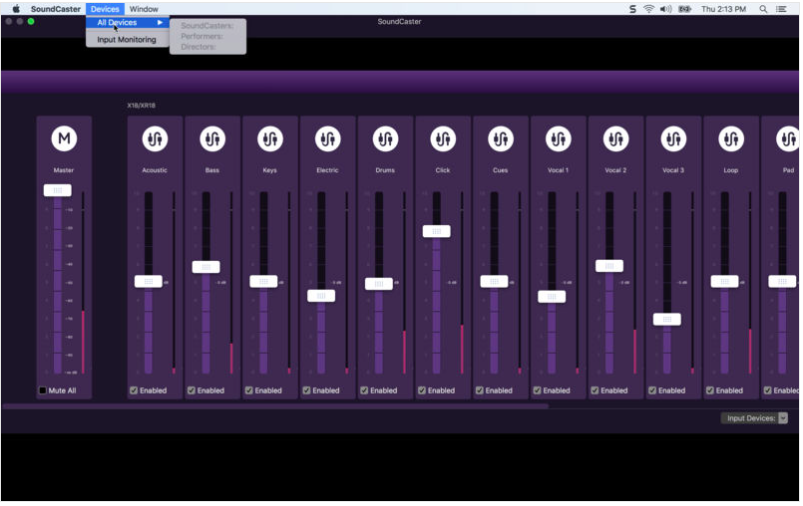 SoundCaster Devices Window
Thu 2:13 PM
SoundCaster
All Devices
Input Monitoring
SoundCasters:
Performers:
Directors:
X18/XR18
M
Master Acoustic Bass Keys Electric Drums Click Cues Vocal 1 Vocal 2 Vocal 3 Loop Pad
Mute All Enabled Enabled Enabled Enabled Enabled Enabled Enabled Enabled Enabled Enabled Enabled Enabled
Input Devices: